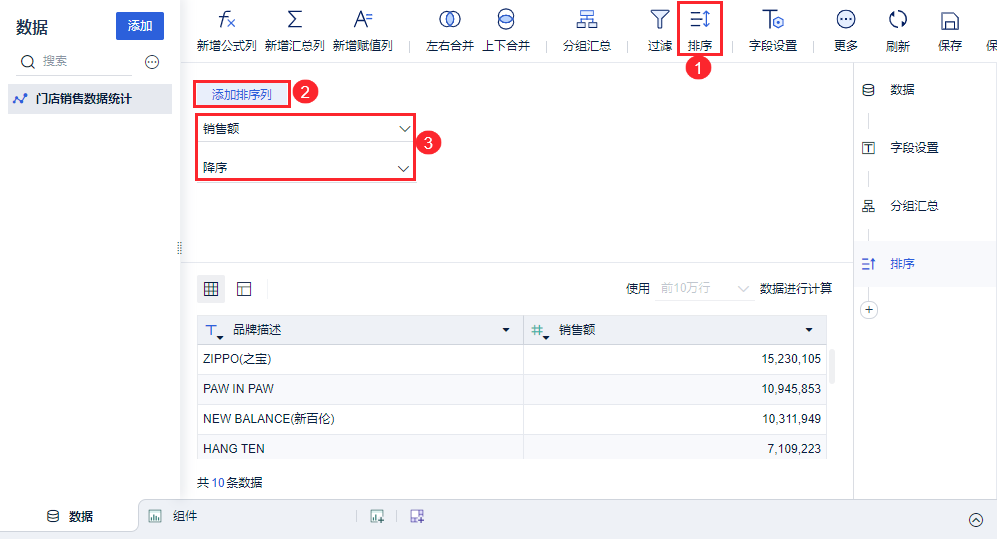 数据
添加
搜索
门店销售数据统计
新增公式列 新增汇总列 新增赋值列 左右合并 上下合并 分组汇总 过滤 排序 字段设置 更多 刷新 保存
1
添加排序列
2
销售额
3
降序
数据
字段设置
分组汇总
排序
使用 前10万行 数据进行计算
品牌描述 销售额
ZIPPO(之宝) 15,230,105
PAW IN PAW 10,945,853
NEW BALANCE(新百伦) 10,311,949
HANG TEN 7,109,223
共10条数据
数据 组件